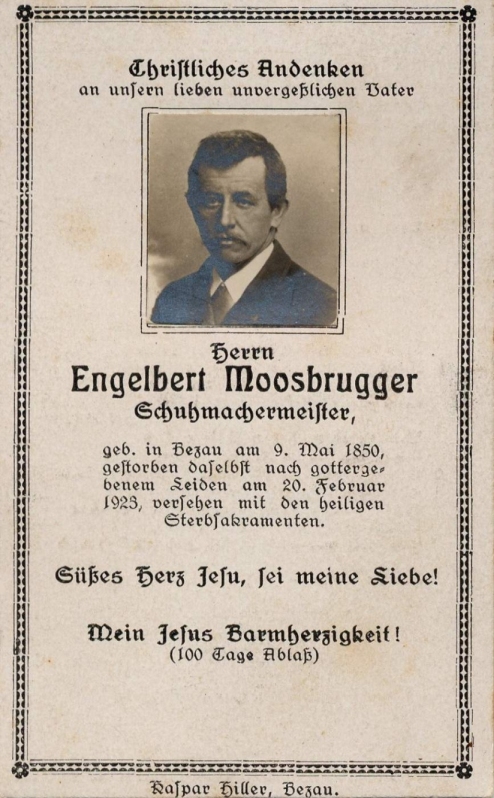 Christliches Andenken
an unsern lieben unvergeßlichen Vater
Herrn
Engelbert Moosbrugger
Schuhmachermeister,
geb. in Bezau am 9. Mai 1850,
gestorben daselbst nach gotterge-
benem Leiden am 20. Februar
1923, versehen mit den heiligen
Sterbsakramenten.
Süßes Herz Jesu, sei meine Liebe!
Mein Jesus Barmherzigkeit!
(100 Tage Ablaß)
Kaspar Hiller, Bezau.